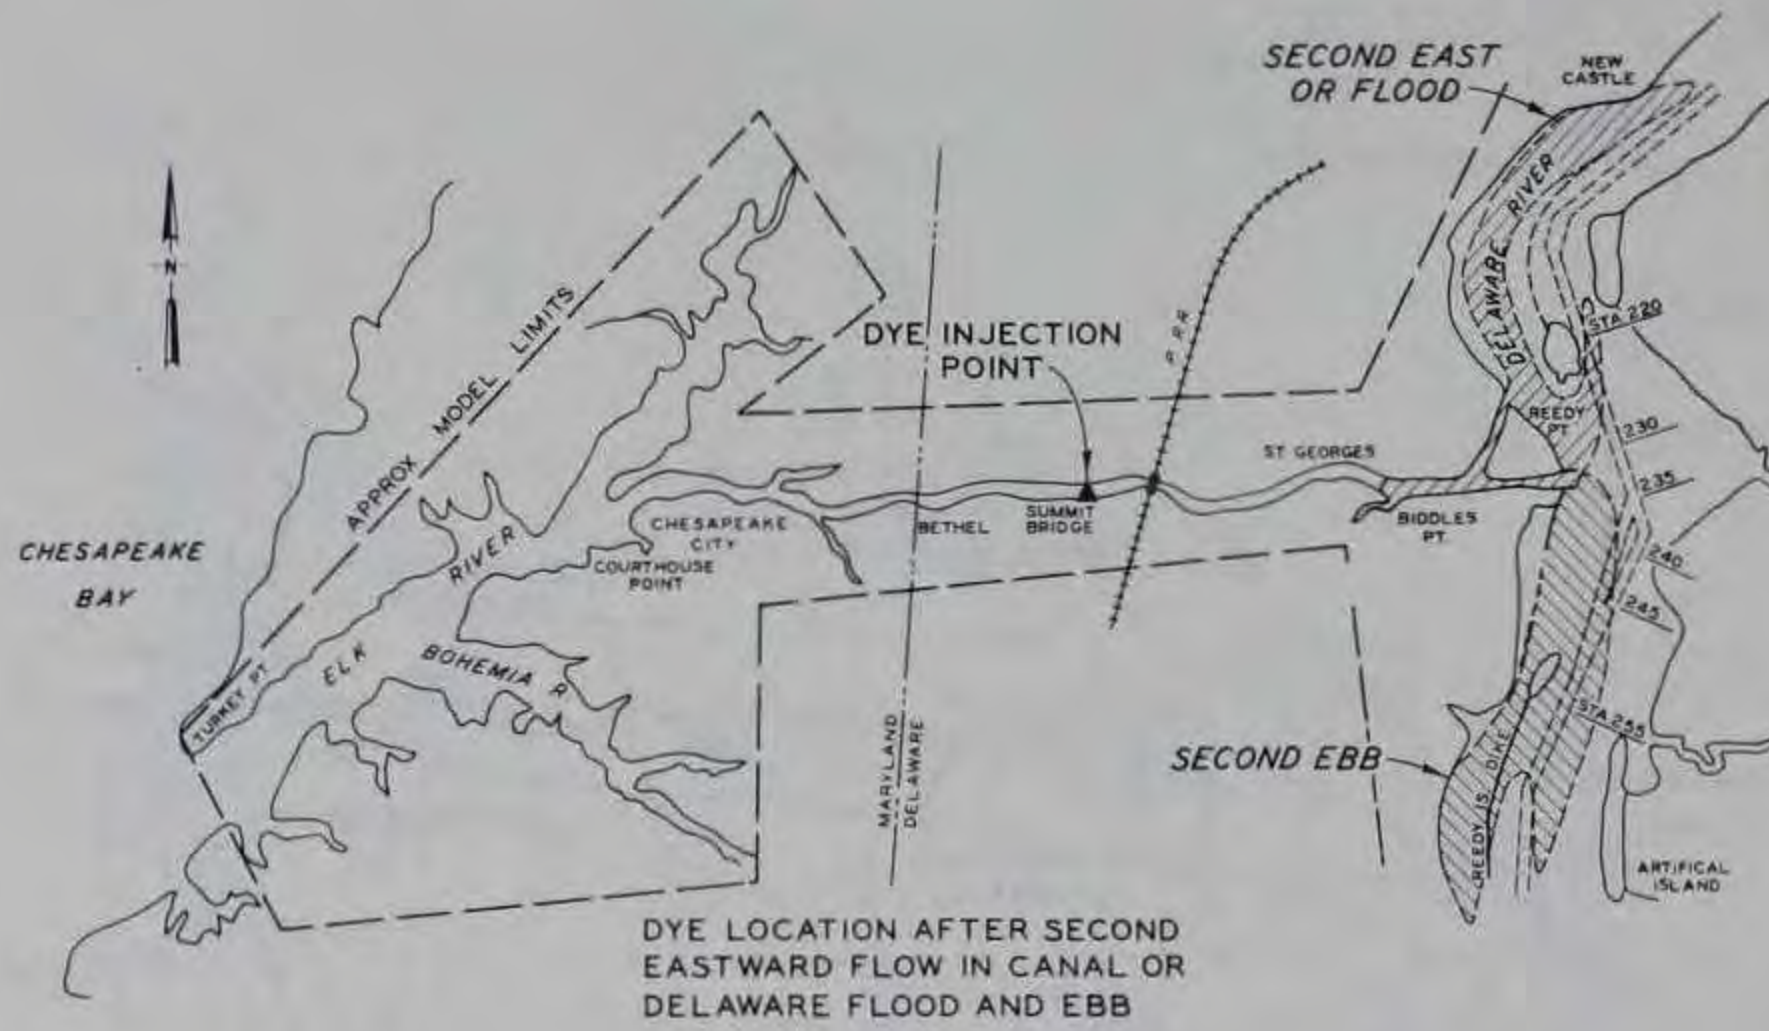 SECOND EAST
OR FLOOD
NEW
CASTLE
N
APPROX MODEL LIMITS
DELAWARE RIVER
STA 220
DYE INJECTION
POINT
P RR
REEDY
PT.
230
ST GEORGES
235
CHESAPEAKE
CITY
BETHEL
SUMMIT
BRIDGE
BIDDLES
PT.
CHESAPEAKE
BAY
COURTHOUSE
POINT
240
245
ELK RIVER
BOHEMIA R
TURKEY PT
STA 255
MARYLAND
DELAWARE
SECOND EBB
REEDY IS DIKE
ARTIFICAL
ISLAND
DYE LOCATION AFTER SECOND
EASTWARD FLOW IN CANAL OR
DELAWARE FLOOD AND EBB